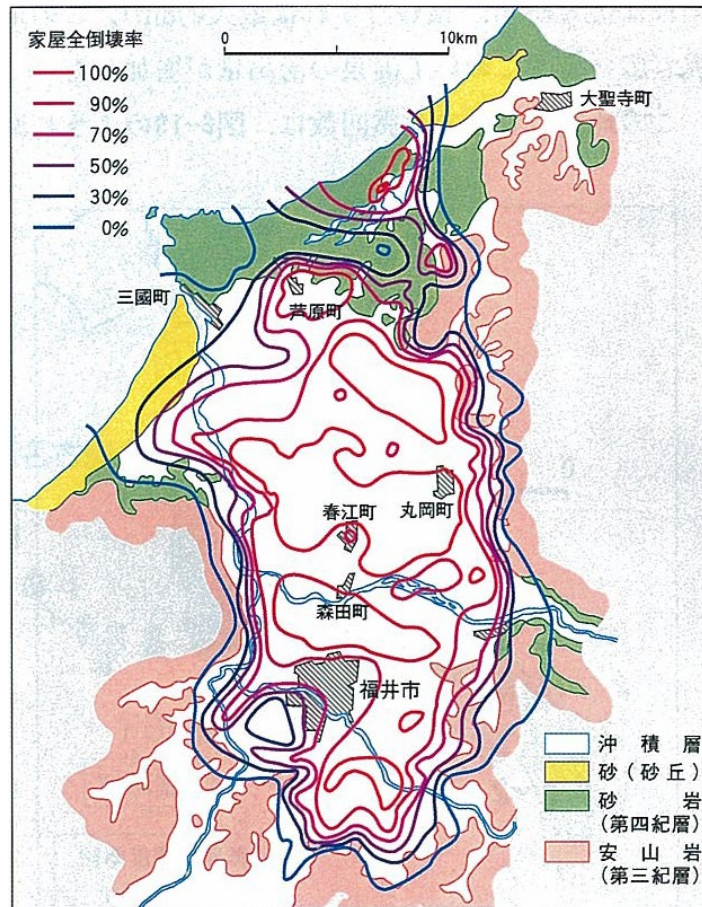 家屋全倒壊率
100%
90%
70%
50%
30%
0%
0 10km
大聖寺町
三國町
芦原町
春江町
丸岡町
森田町
福井市
沖積層
砂(砂丘)
砂岩
(第四紀層)
安山岩
(第三紀層)